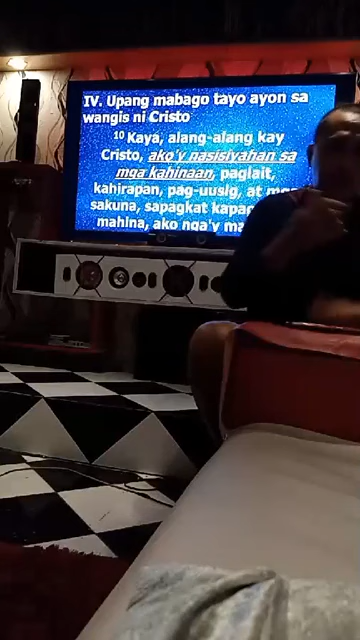 IV. Upang mabago tayo ayon sa
wangis ni Cristo
10 Kaya, alang-alang kay
Cristo, ako'y nasisiyahan sa
mga kahinaan, paglait,
kahirapan, pag-uusig, at
sakuna, sapagkat
mahina, ako nga'y